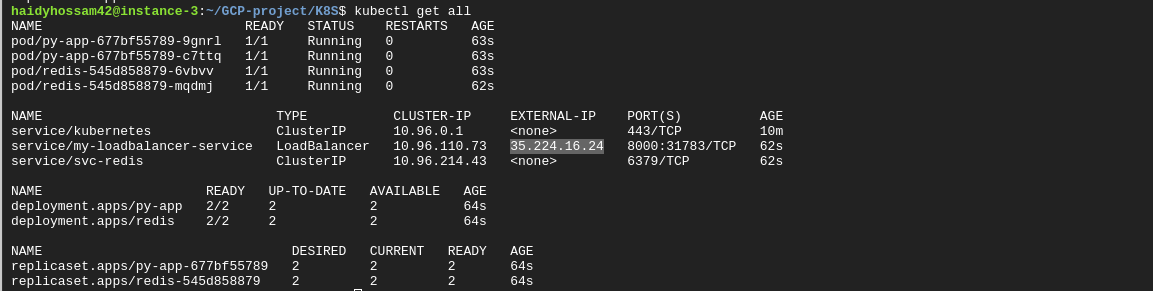 haidyhossam42@instance-3:~/GCP-project/K8S$ kubectl get all
NAME                          READY   STATUS    RESTARTS   AGE
pod/py-app-677bf55789-9gnrl   1/1     Running   0          63s
pod/py-app-677bf55789-c7ttq   1/1     Running   0          63s
pod/redis-545d858879-6vbvv    1/1     Running   0          63s
pod/redis-545d858879-mqdmj    1/1     Running   0          62s
NAME                              TYPE           CLUSTER-IP     EXTERNAL-IP    PORT(S)          AGE
service/kubernetes                ClusterIP      10.96.0.1      <none>         443/TCP          10m
service/my-loadbalancer-service   LoadBalancer   10.96.110.73   35.224.16.24   8000:31783/TCP   62s
service/svc-redis                 ClusterIP      10.96.214.43   <none>         6379/TCP         62s
NAME                     READY   UP-TO-DATE   AVAILABLE   AGE
deployment.apps/py-app   2/2     2            2           64s
deployment.apps/redis    2/2     2            2           64s
NAME                                DESIRED   CURRENT   READY   AGE
replicaset.apps/py-app-677bf55789   2         2         2       64s
replicaset.apps/redis-545d858879    2         2         2       64s